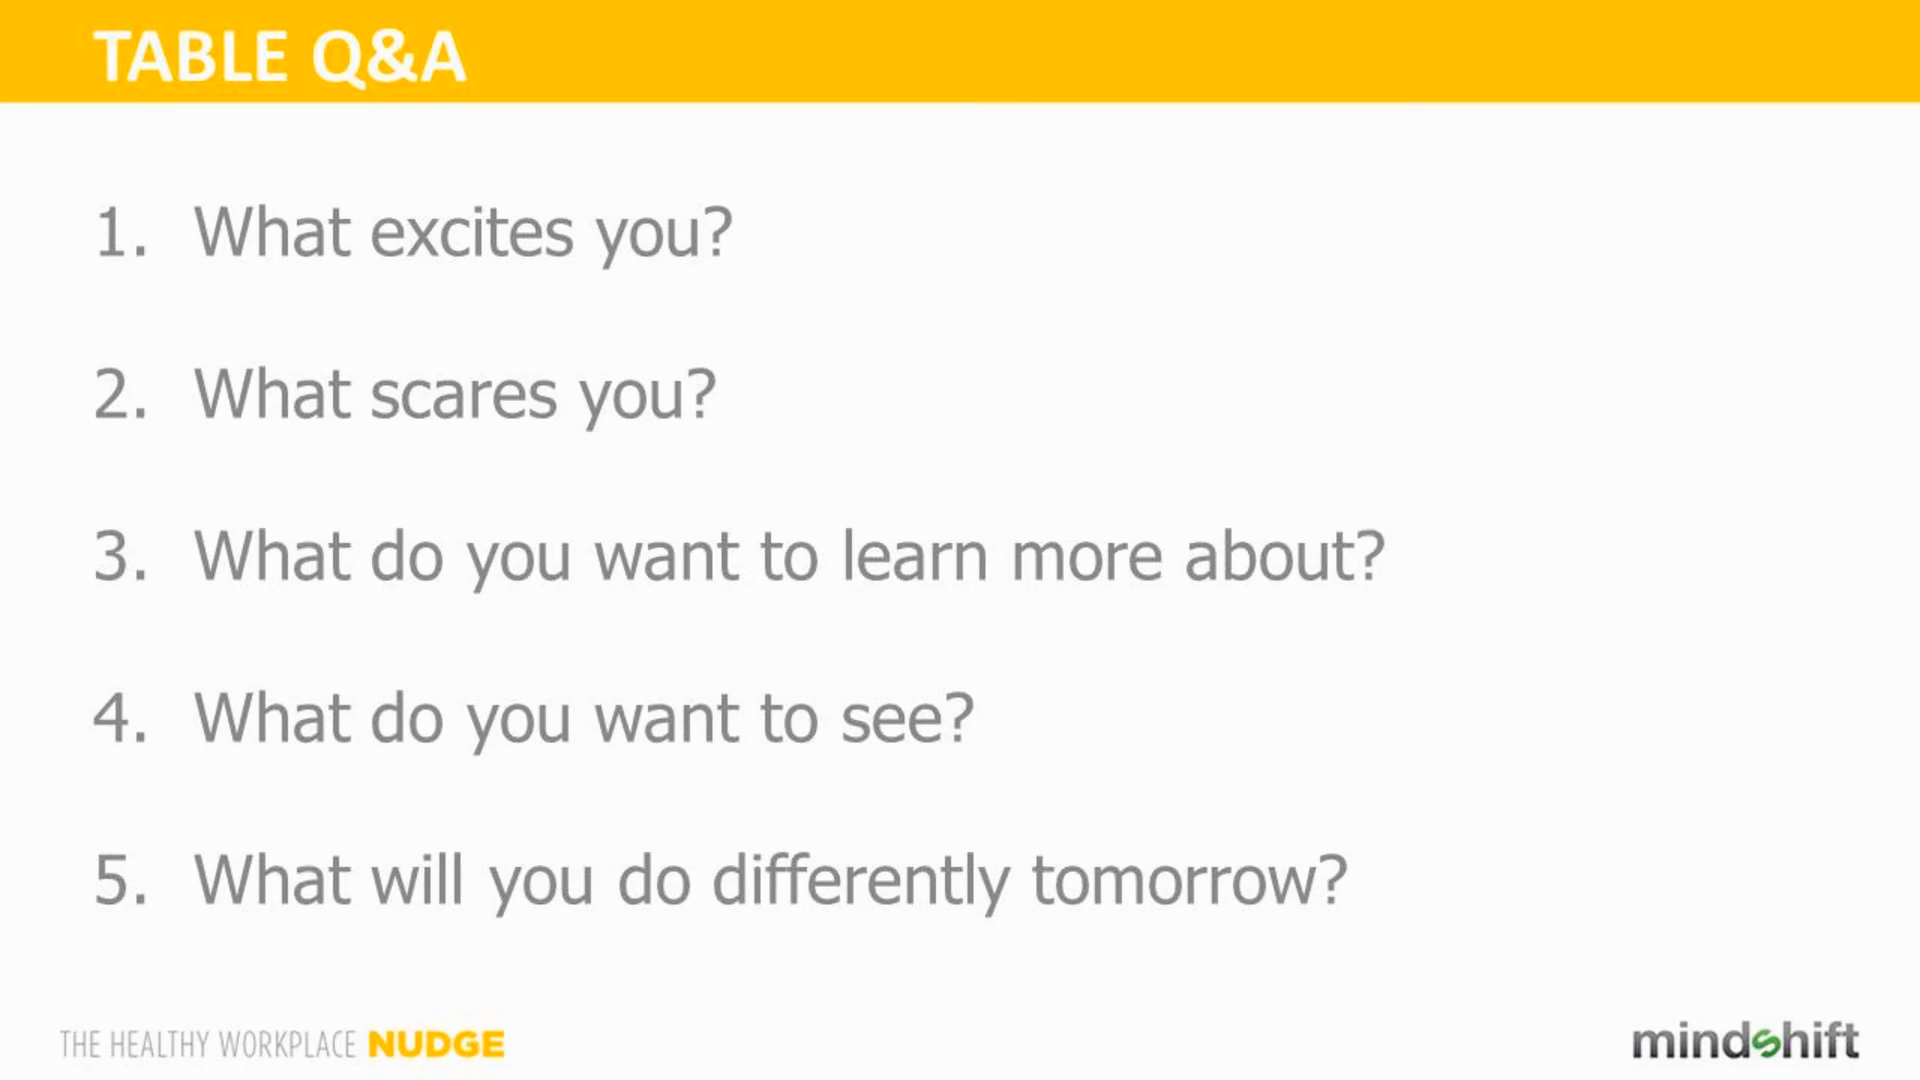 TABLE Q&A
1. What excites you?
2. What scares you?
3. What do you want to learn more about?
4. What do you want to see?
5. What will you do differently tomorrow?
THE HEALTHY WORKPLACE NUDGE
mindshift